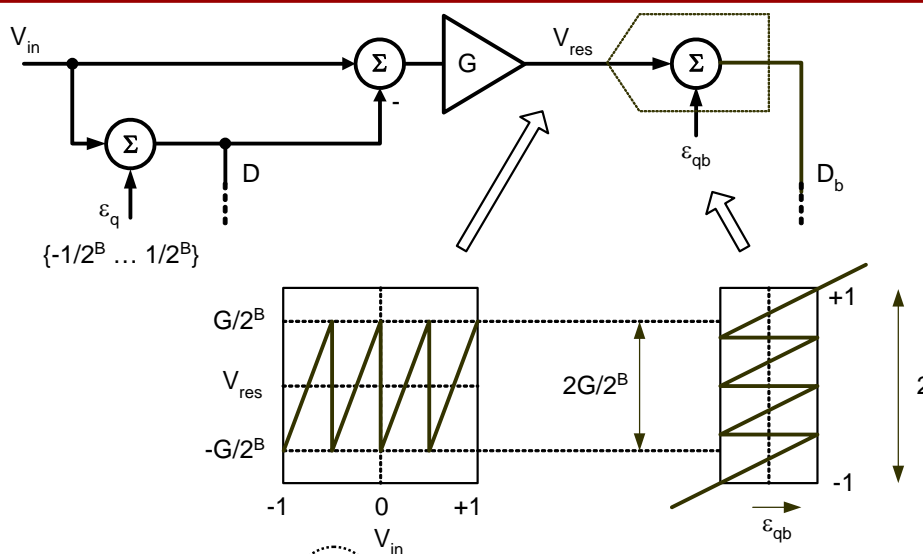 V_in
Σ
G
V_res
Σ
-
Σ
D
ε_qb
D_b
ε_q
{-1/2^B … 1/2^B}
+1
G/2^B
V_res
2G/2^B
2
-G/2^B
-1
-1
0
+1
ε_qb
V_in